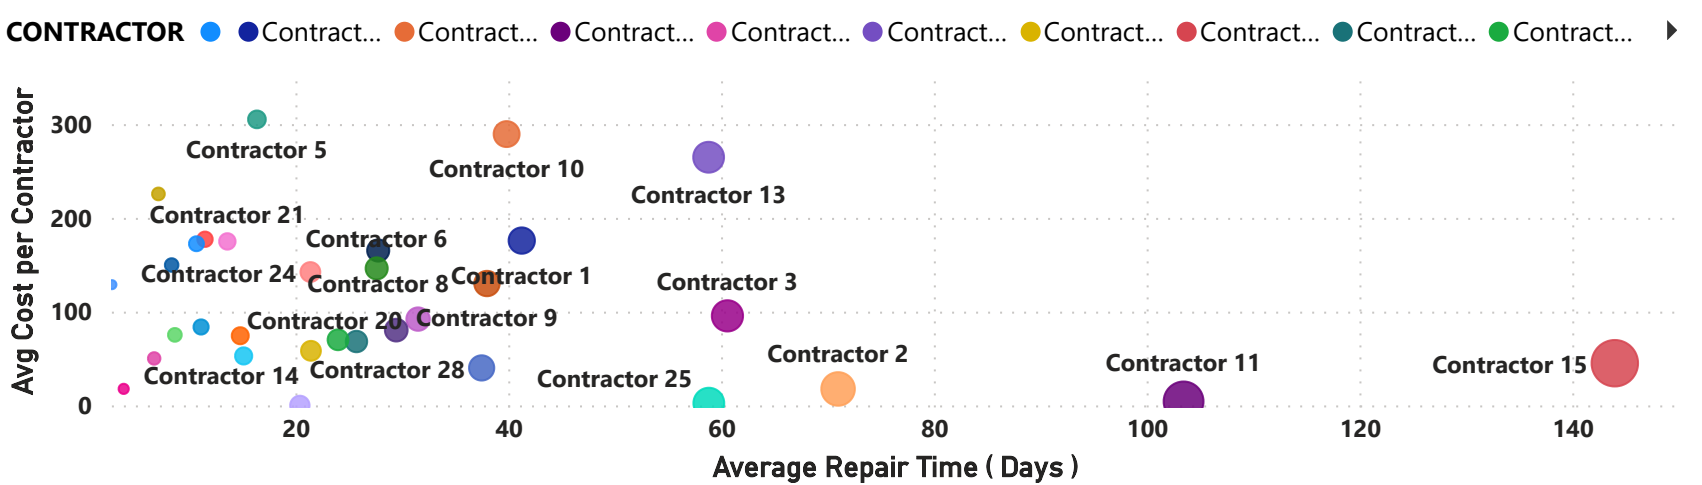 CONTRACTOR Contract... Contract... Contract... Contract... Contract... Contract... Contract... Contract... Contract...
Avg Cost per Contractor
300
200
100
0
Contractor 5
Contractor 10
Contractor 13
Contractor 21
Contractor 6
Contractor 24
Contractor 8
Contractor 1
Contractor 3
Contractor 20
Contractor 9
Contractor 2
Contractor 11
Contractor 15
Contractor 14
Contractor 28
Contractor 25
20 40 60 80 100 120 140
Average Repair Time ( Days )